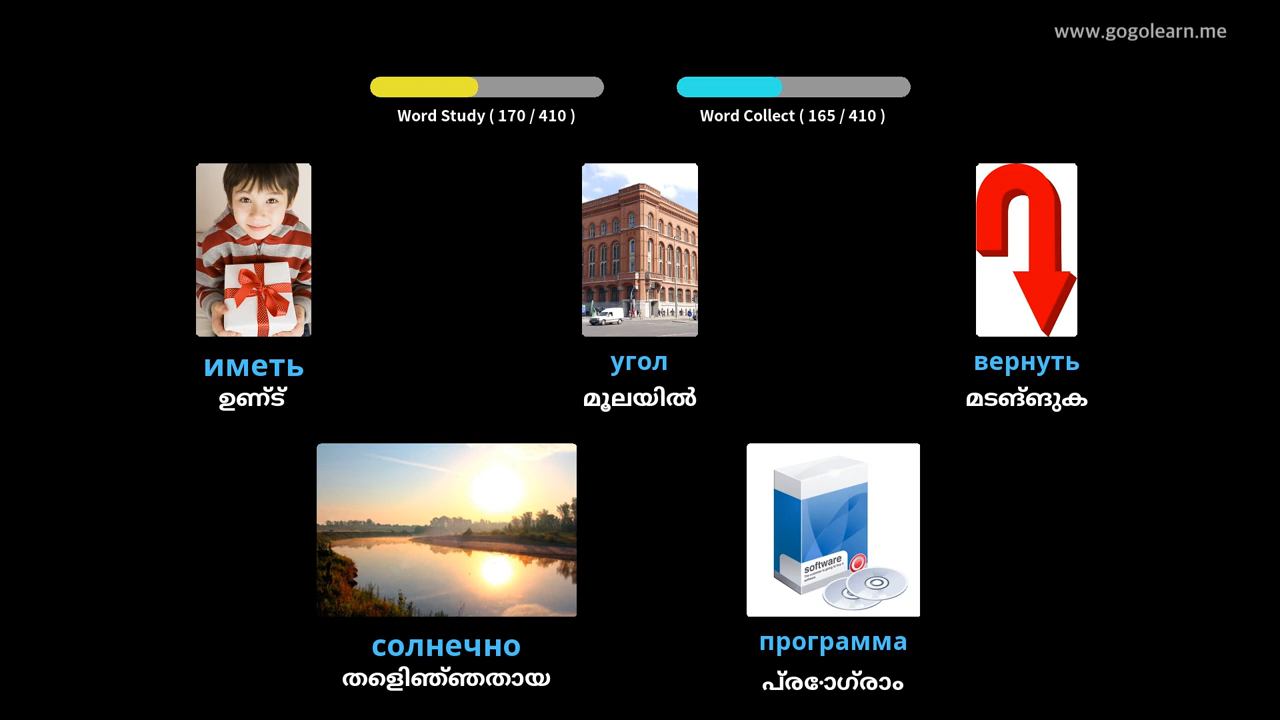 www.gogolearn.me
Word Study ( 170 / 410 )
Word Collect ( 165 / 410 )
иметь
ഉണ്ട്
угол
മൂലയിൽ
вернуть
മടങ്ങുക
software
солнечно
തെളിഞ്ഞതായ
программа
പ്രോഗ്രാം